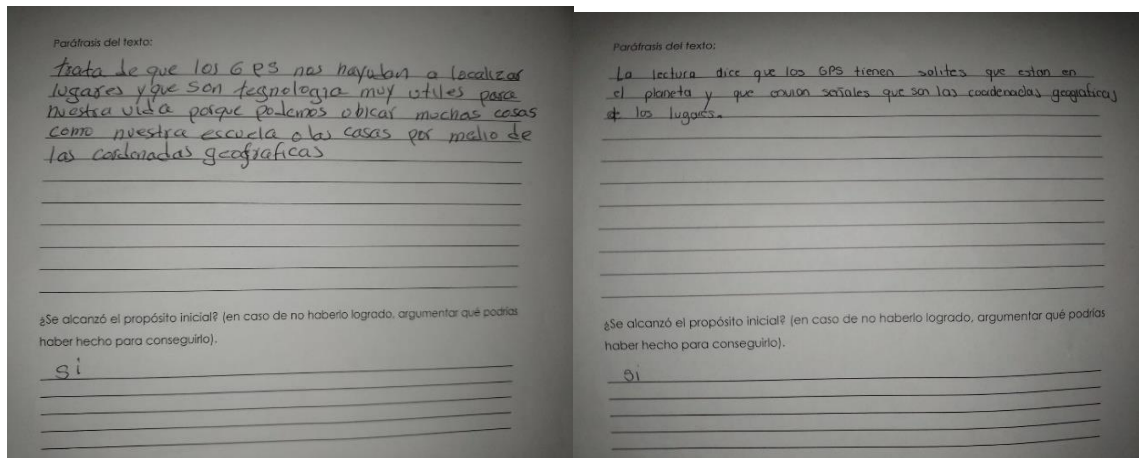 Paráfrasis del texto:
trata de que los GPS nos hayudan a localizar
lugares y que son tegnologia muy utiles para
nuestra vida porque podemos obicar muchas cosas
como nuestra escuela o las casas por medio de
las cordenadas geograficas
¿Se alcanzó el propósito inicial? (en caso de no haberlo logrado, argumentar qué podrías
haber hecho para conseguirlo).
si
Paráfrasis del texto:
La lectura dice que los GPS tienen solites que estan en
el planeta y que envion señales que son las coordenadas geograficas
de los lugares.
¿Se alcanzó el propósito inicial? (en caso de no haberlo logrado, argumentar qué podrías
haber hecho para conseguirlo).
si